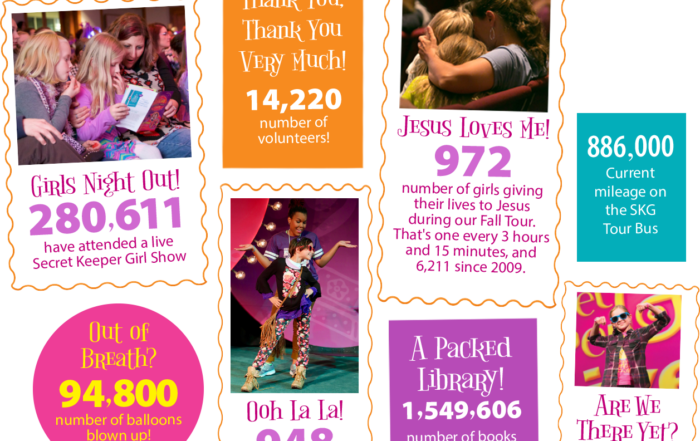 Thank You,
Thank You
Very Much!
14,220
number of
volunteers!
Girls Night Out!
280,611
have attended a live
Secret Keeper Girl Show
Jesus Loves Me!
972
number of girls giving
their lives to Jesus
during our Fall Tour.
That's one every 3 hours
and 15 minutes, and
6,211 since 2009.
886,000
Current
mileage on
the SKG
Tour Bus
Out of
Breath?
94,800
number of balloons
blown up!
Ooh La La!
948
A Packed
Library!
1,549,606
number of books
Are We
There Yet?